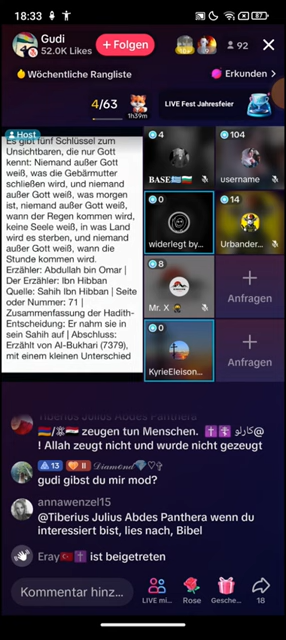 18:33
87
Gudi
52.0K Likes
+ Folgen
92
Wöchentliche Rangliste
Erkunden >
4/63
1h39m
LIVE Fest Jahresfeier
Host
Es gibt fünf Schlüssel zum
Unsichtbaren, die nur Gott
kennt: Niemand außer Gott
weiß, was die Gebärmutter
schließen wird, und niemand
außer Gott weiß, was morgen
ist, niemand außer Gott weiß,
wann der Regen kommen wird,
keine Seele weiß, in was Land
wird es sterben, und niemand
außer Gott weiß, wann die
Stunde kommen wird.
Erzähler: Abdullah bin Omar |
Der Erzähler: Ibn Hibban
Quelle: Sahih Ibn Hibban | Seite
oder Nummer: 71 |
Zusammenfassung der Hadith-
Entscheidung: Er nahm sie in
sein Sahih auf | Abschluss:
Erzählt von Al-Bukhari (7379),
mit einem kleinen Unterschied
4
BASE🇬🇷
104
username
0
widerlegt by...
14
Urbander...
8
Mr. X
+
Anfragen
0
KyrieEleison...
+
Anfragen
Tiberius Julius Abdes Panthera
zeugen tun Menschen. ✝️ @كارلو
! Allah zeugt nicht und wurde nicht gezeugt
13 II Diamond
gudi gibst du mir mod?
annawenzel15
@Tiberius Julius Abdes Panthera wenn du
interessiert bist, lies nach, Bibel
Eray🇹🇷✝️ ist beigetreten
Kommentar hinz...
LIVE mi...
Rose
Gesche...
18